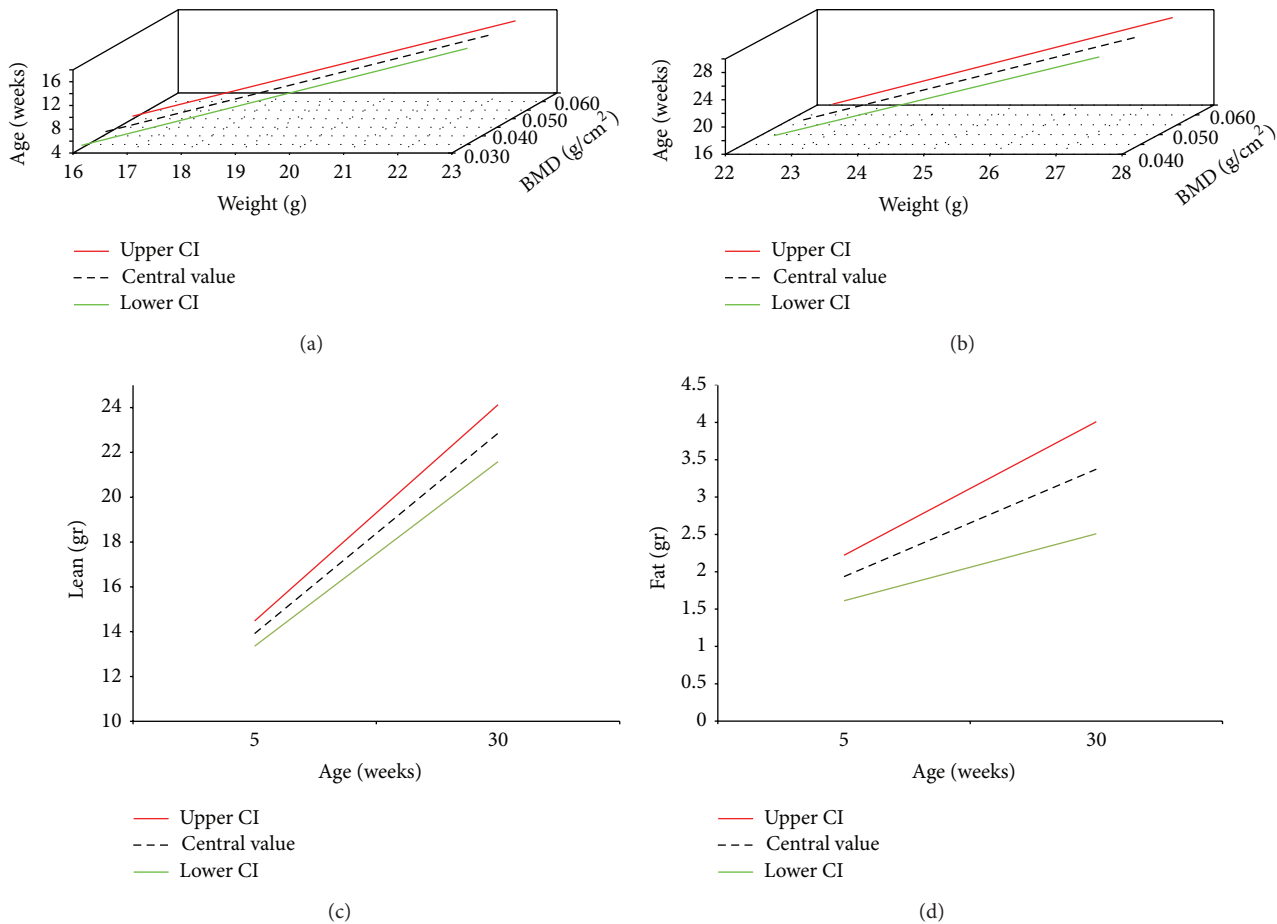 Age (weeks)
16
12
8
4
16 17 18 19 20 21 22 23
Weight (g)
0.030
0.040
0.050
0.060
BMD (g/cm²)
Upper CI
Central value
Lower CI
(a)
Age (weeks)
28
24
20
16
22 23 24 25 26 27 28
Weight (g)
0.040
0.050
0.060
BMD (g/cm²)
Upper CI
Central value
Lower CI
(b)
Lean (gr)
24
22
20
18
16
14
12
10
5 30
Age (weeks)
Upper CI
Central value
Lower CI
(c)
Fat (gr)
4.5
4
3.5
3
2.5
2
1.5
1
0.5
0
5 30
Age (weeks)
Upper CI
Central value
Lower CI
(d)